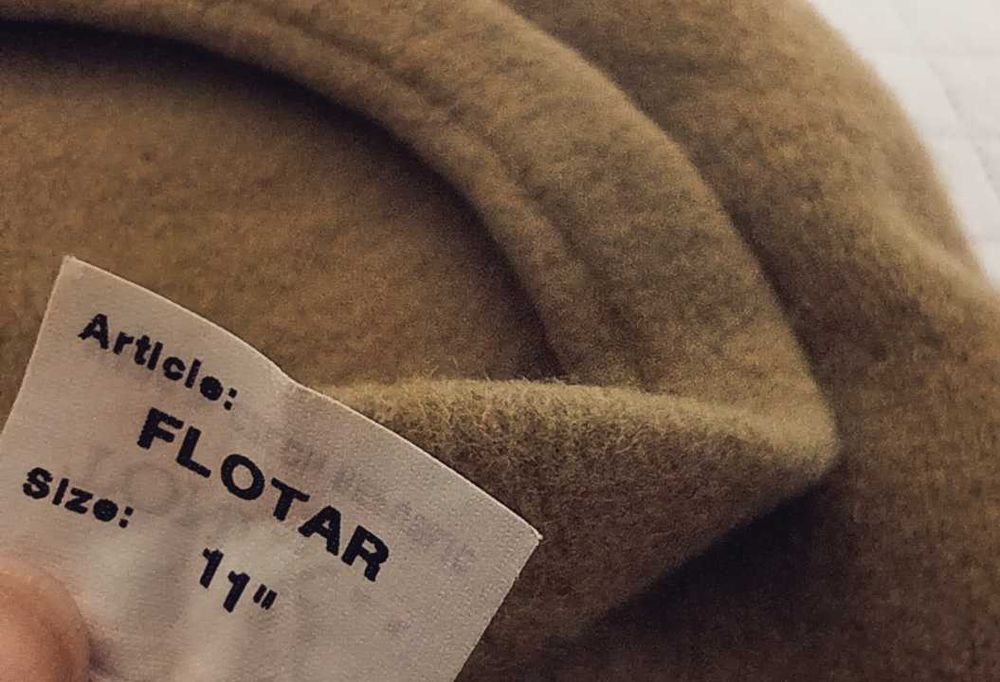 Article:
FLOTAR
Size:
11"